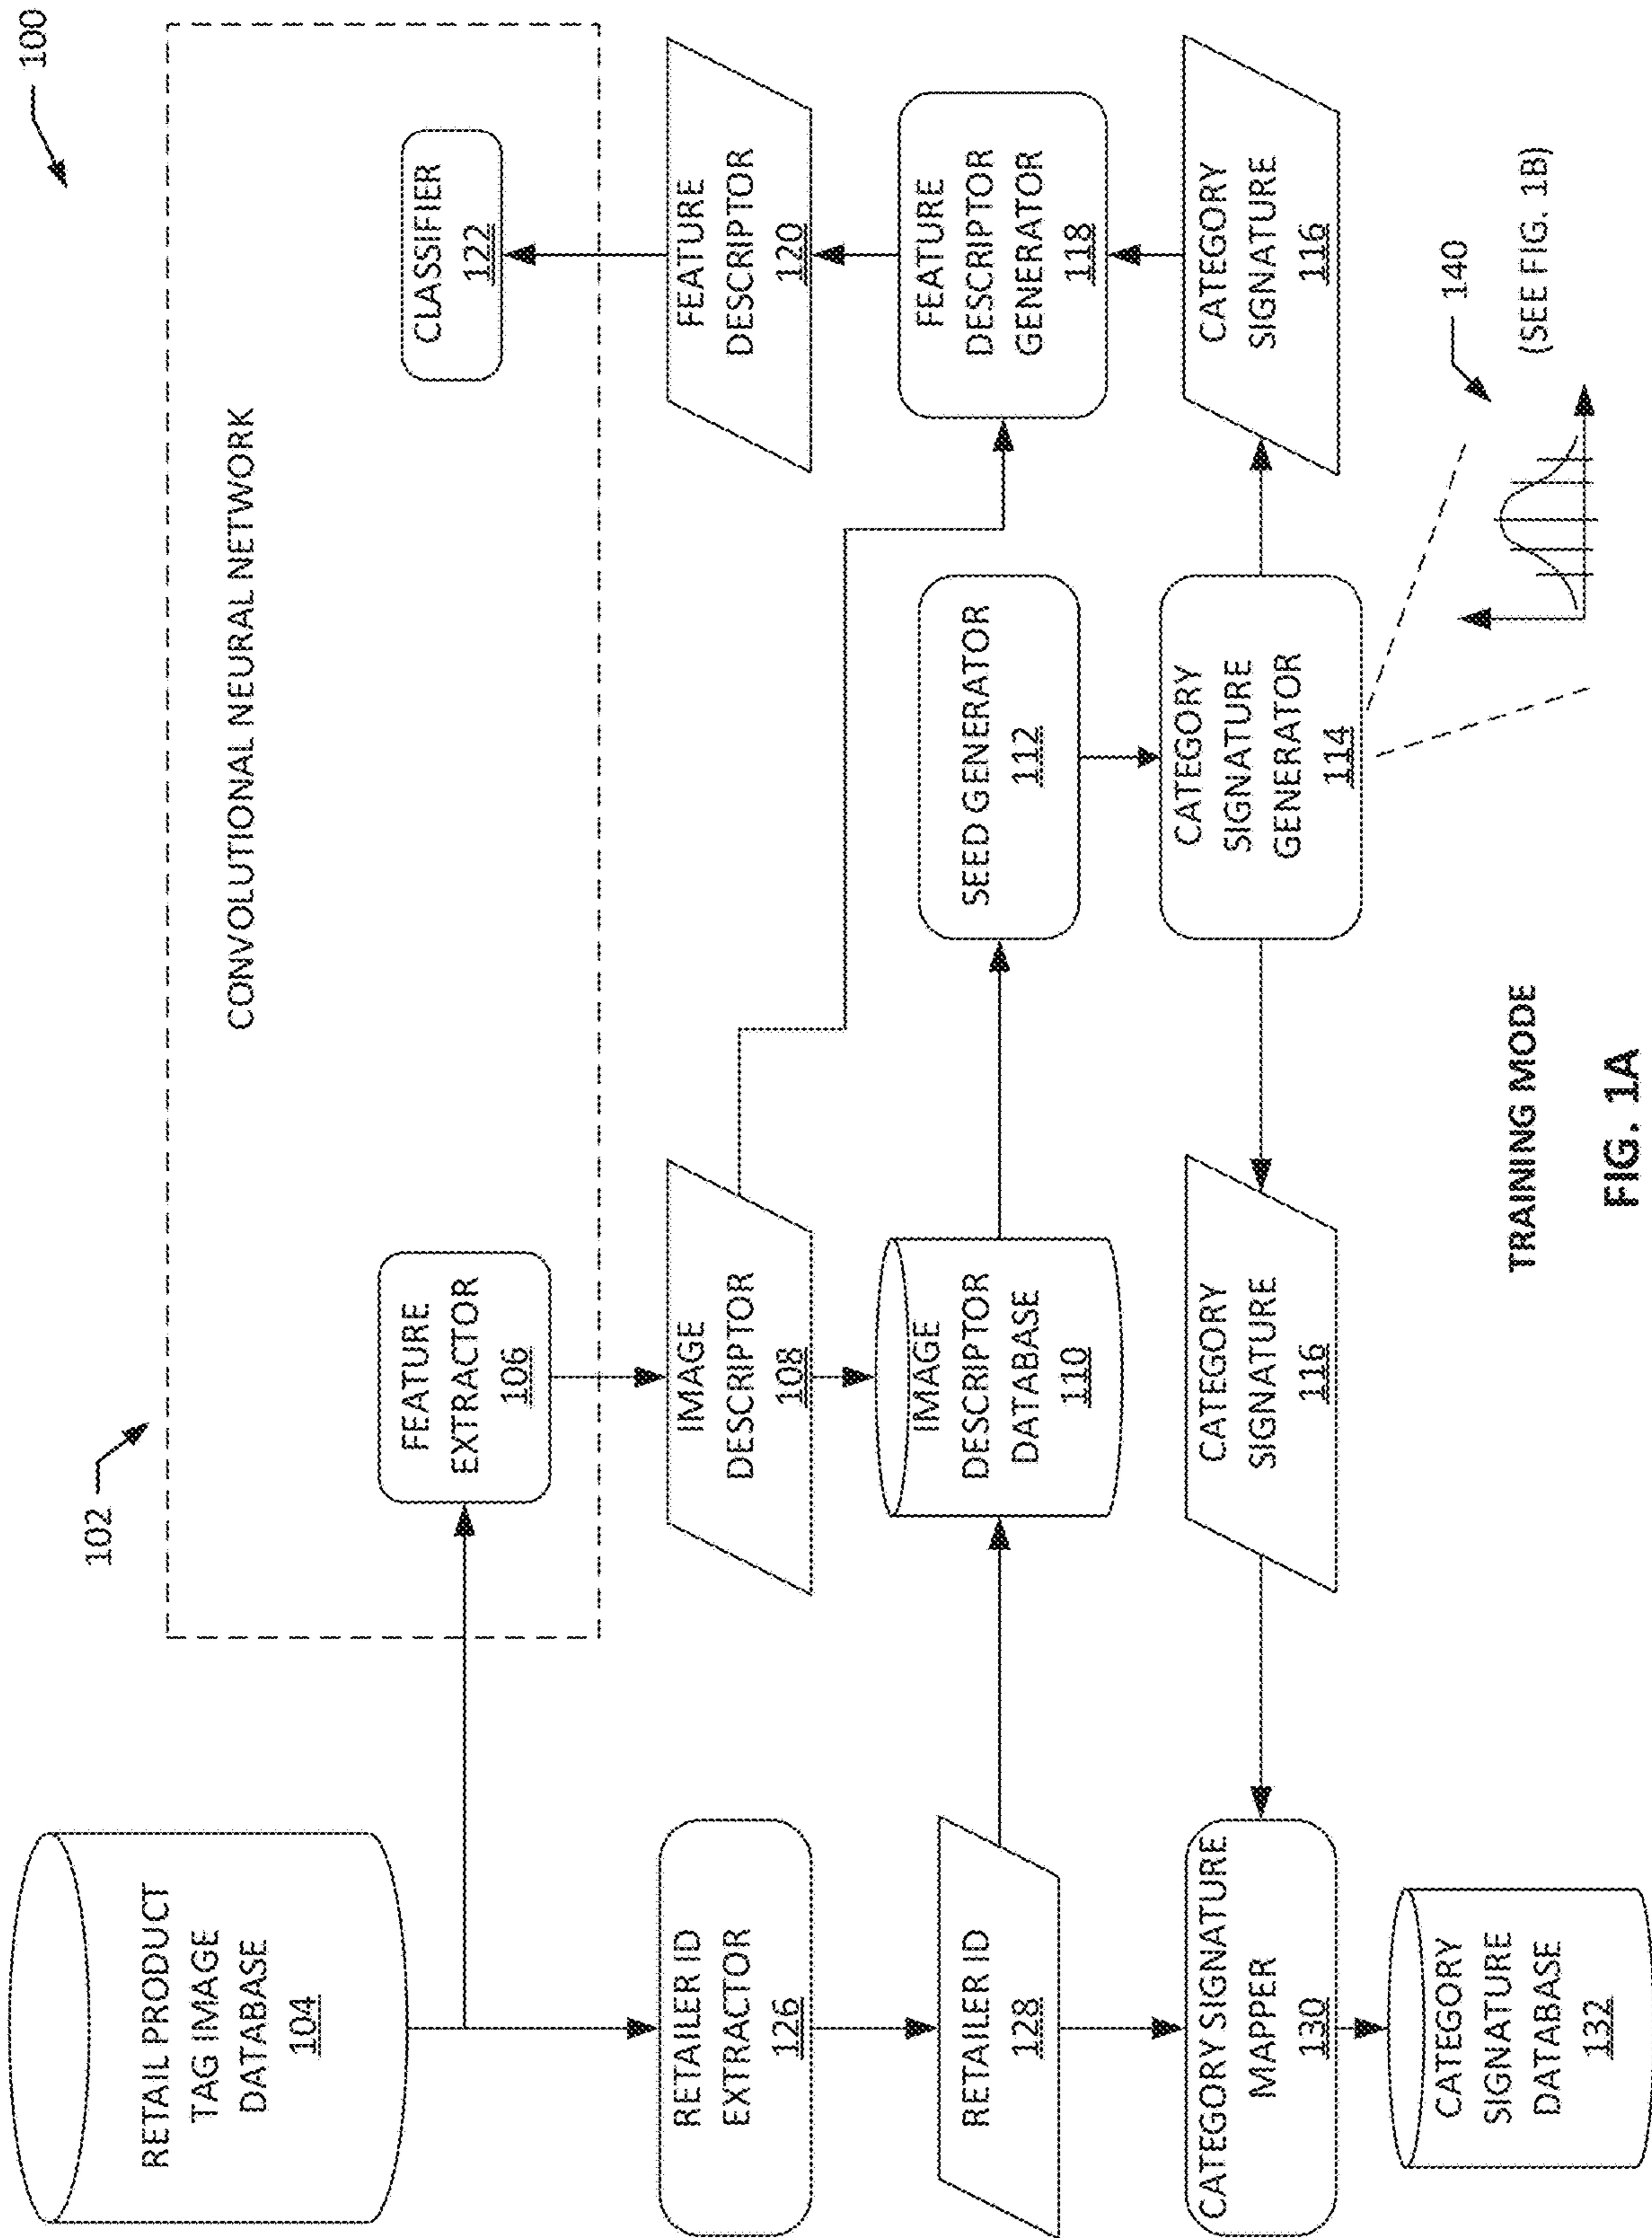 100
102
CONVOLUTIONAL NEURAL NETWORK
RETAIL PRODUCT
TAG IMAGE
DATABASE
104
FEATURE
EXTRACTOR
106
CLASSIFIER
122
RETAILER ID
EXTRACTOR
126
IMAGE
DESCRIPTOR
108
FEATURE
DESCRIPTOR
120
RETAILER ID
128
IMAGE
DESCRIPTOR
DATABASE
110
SEED GENERATOR
112
FEATURE
DESCRIPTOR
GENERATOR
118
CATEGORY SIGNATURE
MAPPER
130
CATEGORY
SIGNATURE
116
CATEGORY
SIGNATURE
GENERATOR
114
CATEGORY
SIGNATURE
116
CATEGORY
SIGNATURE
DATABASE
132
140
(SEE FIG. 1B)
TRAINING MODE
FIG. 1A